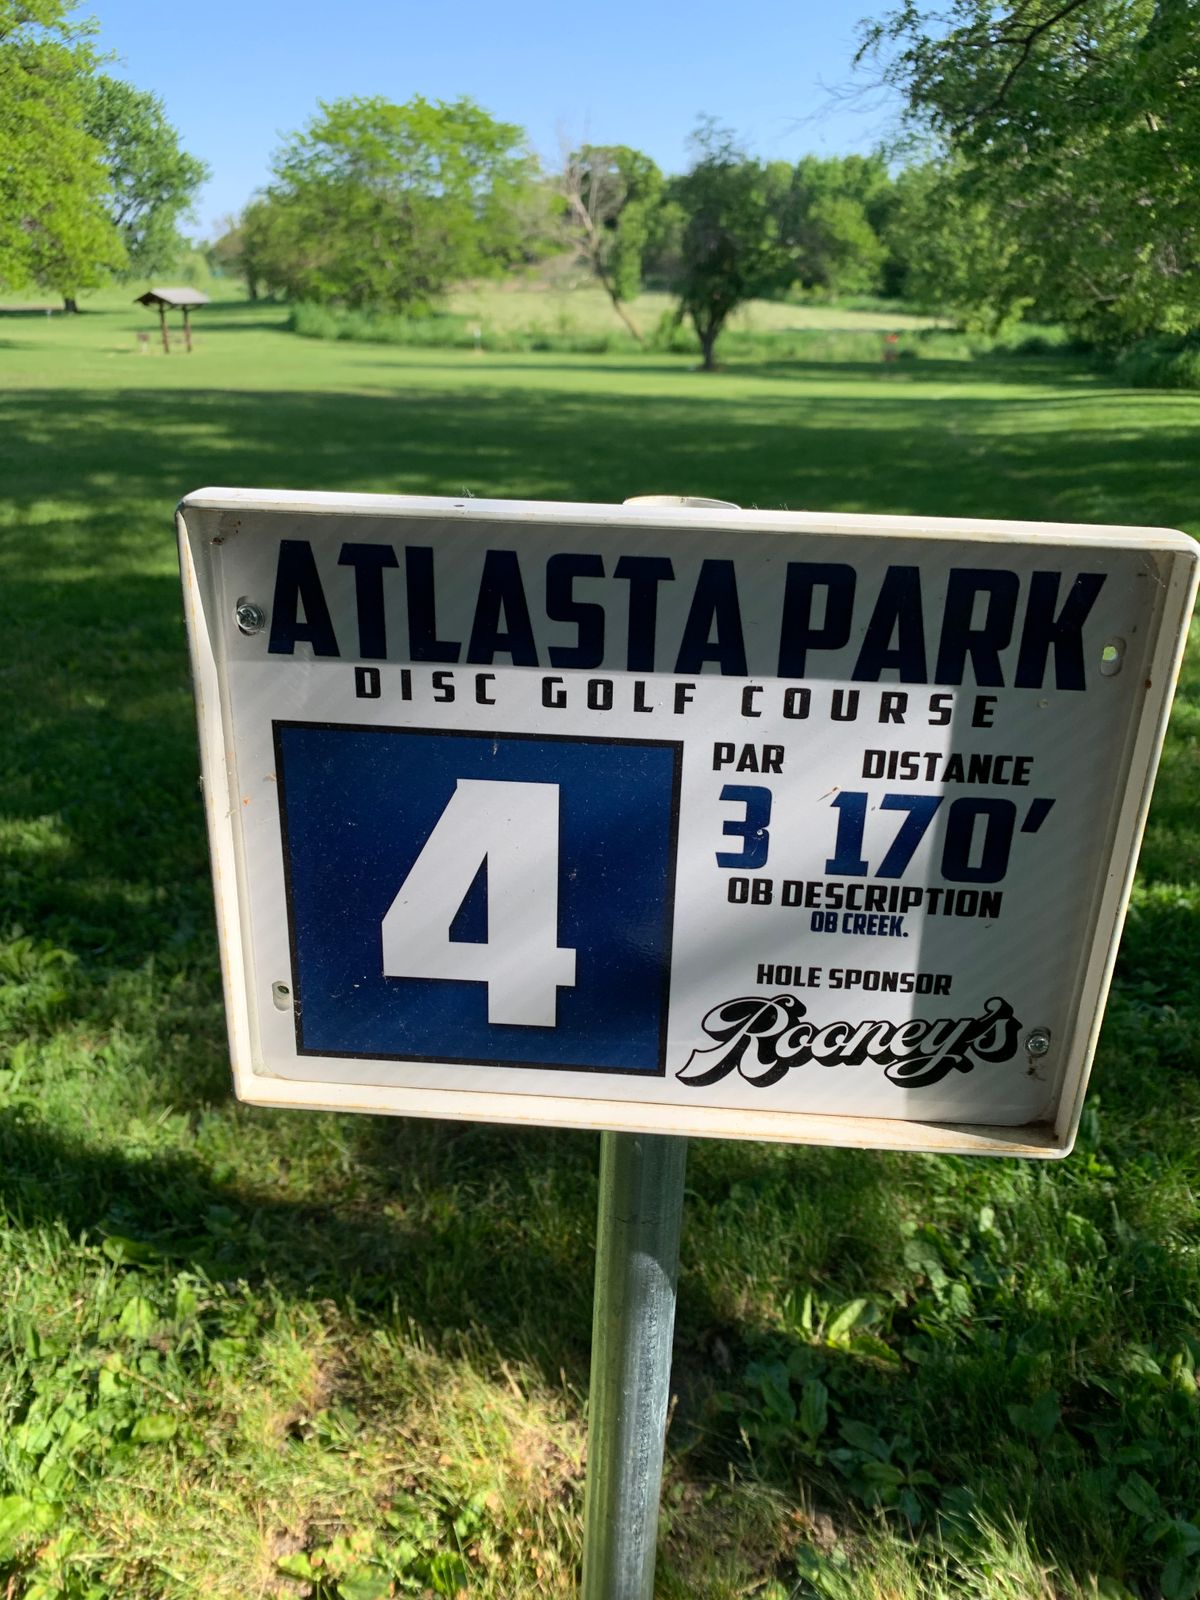 ATLASTA PARK
DISC GOLF COURSE
4
PAR DISTANCE
3 170'
OB DESCRIPTION
OB CREEK.
HOLE SPONSOR
Rooney's